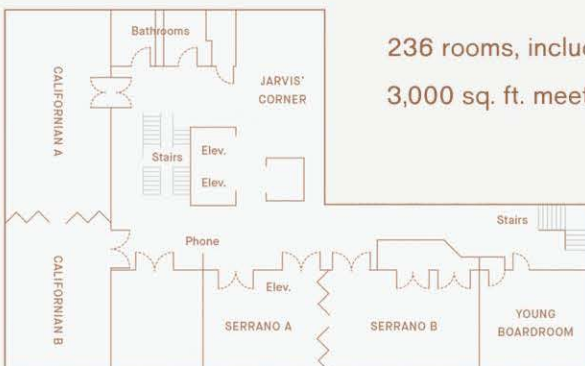 236 rooms, inclu
3,000 sq. ft. meet
Bathrooms
CALIFORNIAN A
JARVIS'
CORNER
Stairs
Elev.
Elev.
Stairs
Phone
CALIFORNIAN B
Elev.
SERRANO A
SERRANO B
YOUNG
BOARDROOM